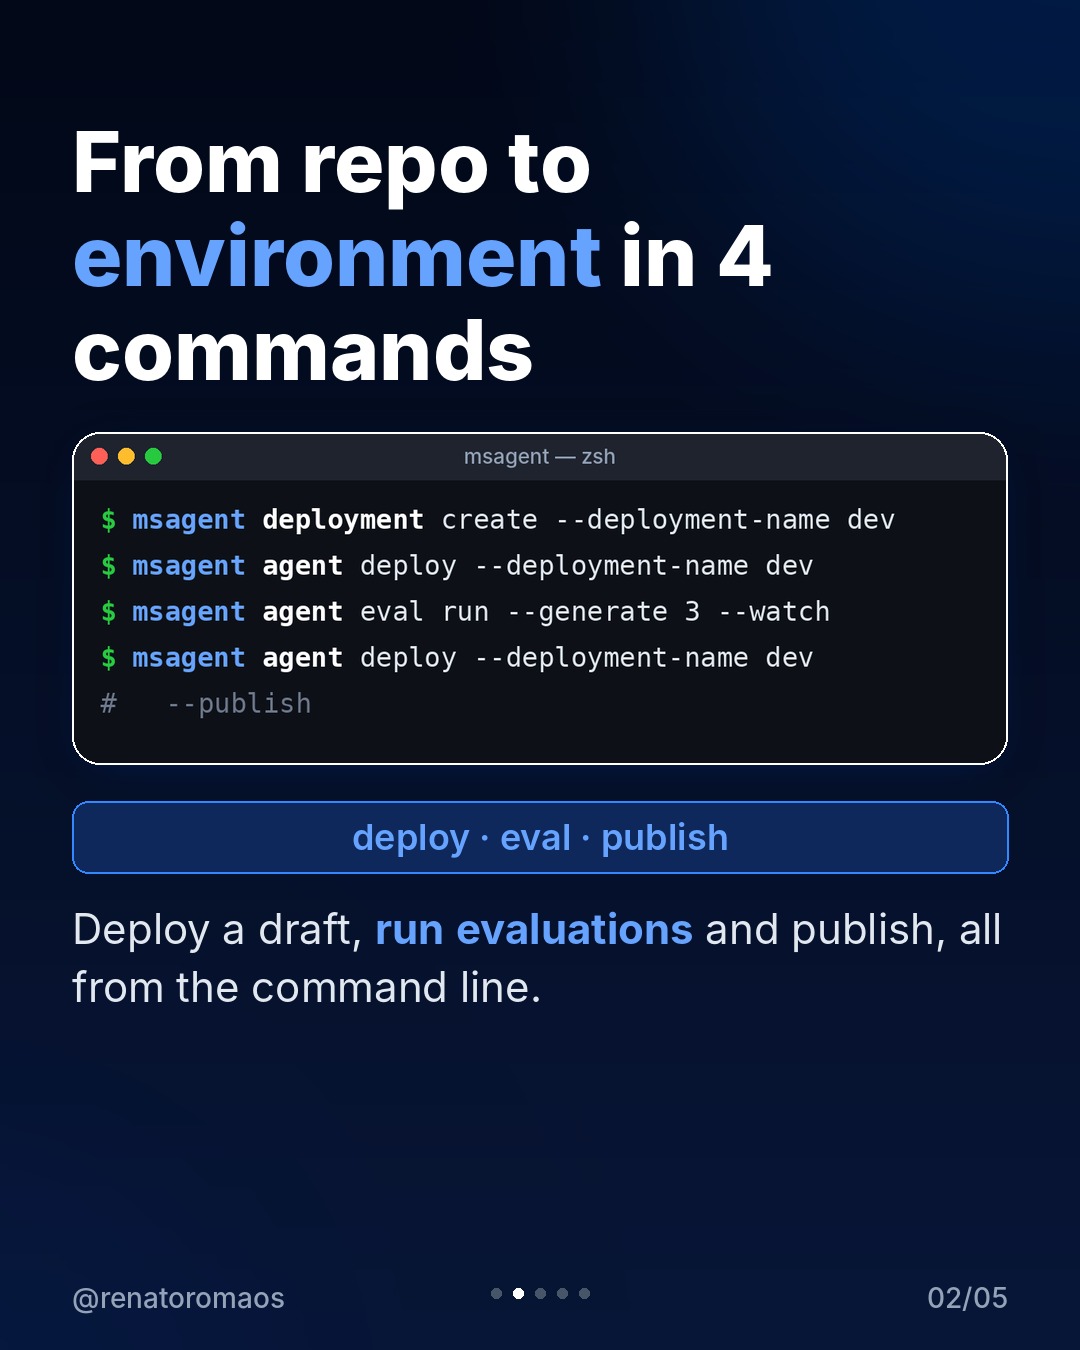 From repo to
environment in 4
commands
msagent — zsh
$ msagent deployment create --deployment-name dev
$ msagent agent deploy --deployment-name dev
$ msagent agent eval run --generate 3 --watch
$ msagent agent deploy --deployment-name dev
#   --publish
deploy · eval · publish
Deploy a draft, run evaluations and publish, all
from the command line.
@renatoromaos
02/05